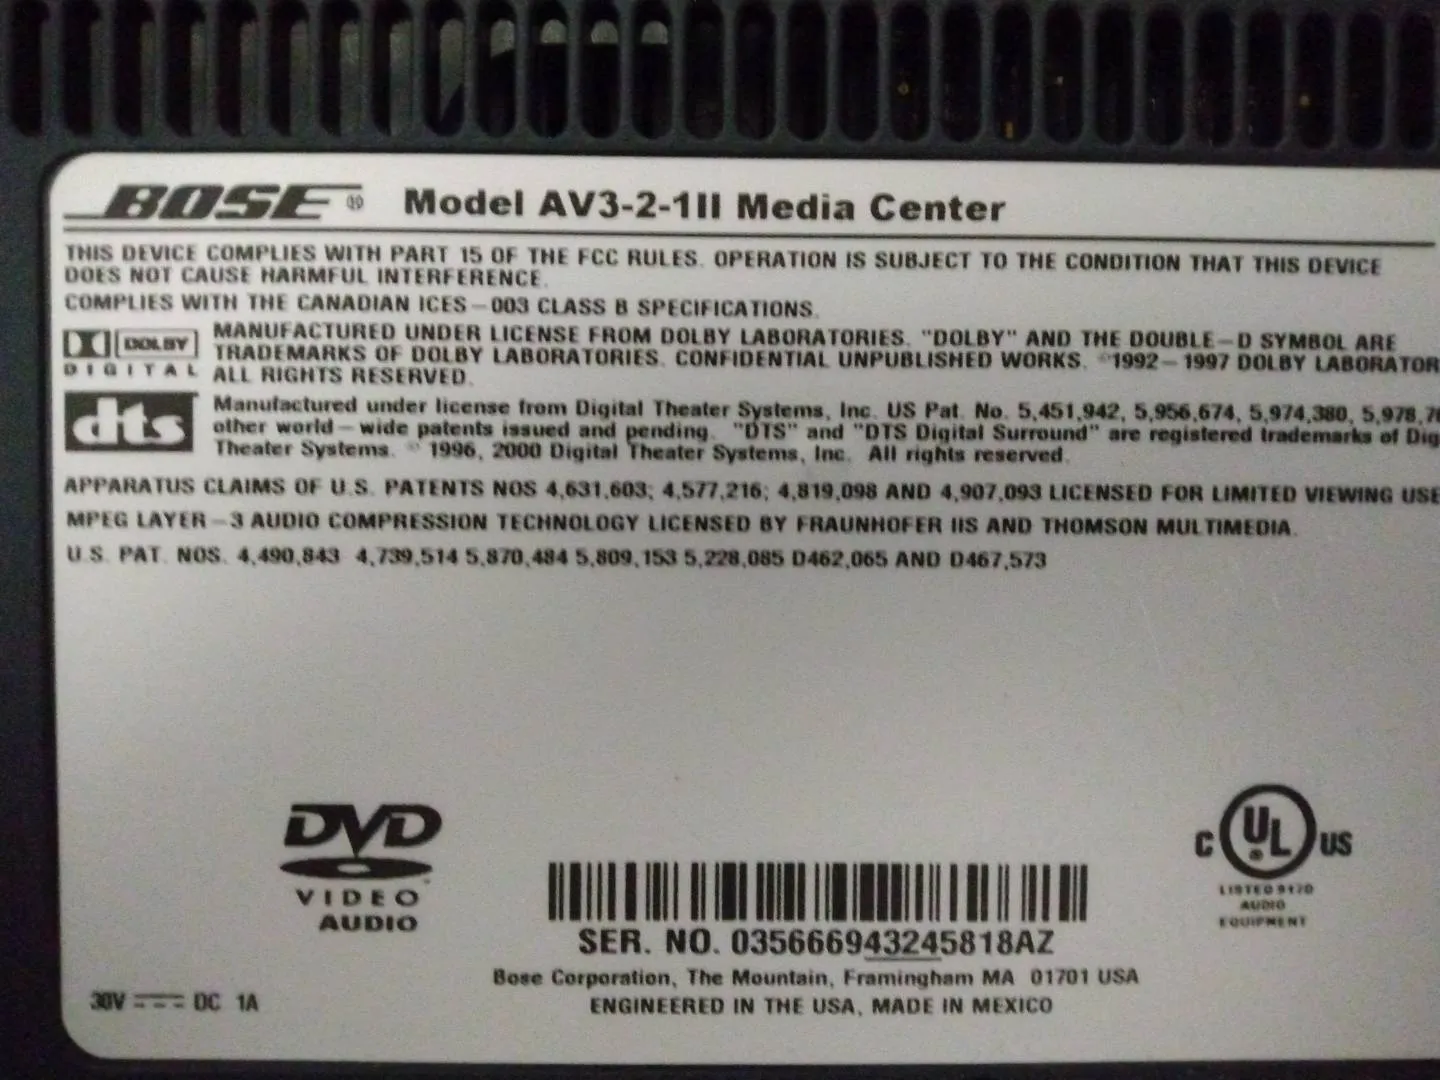 BOSE ® Model AV3-2-1II Media Center
THIS DEVICE COMPLIES WITH PART 15 OF THE FCC RULES. OPERATION IS SUBJECT TO THE CONDITION THAT THIS DEVICE
DOES NOT CAUSE HARMFUL INTERFERENCE.
COMPLIES WITH THE CANADIAN ICES-003 CLASS B SPECIFICATIONS.
DOLBY
DIGITAL
MANUFACTURED UNDER LICENSE FROM DOLBY LABORATORIES. "DOLBY" AND THE DOUBLE-D SYMBOL ARE
TRADEMARKS OF DOLBY LABORATORIES. CONFIDENTIAL UNPUBLISHED WORKS. ©1992-1997 DOLBY LABORATOR
ALL RIGHTS RESERVED.
dts
Manufactured under license from Digital Theater Systems, Inc. US Pat. No. 5,451,942, 5,956,674, 5,974,380, 5,978,7
other world-wide patents issued and pending. "DTS" and "DTS Digital Surround" are registered trademarks of Dig
Theater Systems. © 1996, 2000 Digital Theater Systems, Inc. All rights reserved.
APPARATUS CLAIMS OF U.S. PATENTS NOS 4,631,603; 4,577,216; 4,819,098 AND 4,907,093 LICENSED FOR LIMITED VIEWING USE
MPEG LAYER-3 AUDIO COMPRESSION TECHNOLOGY LICENSED BY FRAUNHOFER IIS AND THOMSON MULTIMEDIA.
U.S. PAT. NOS. 4,490,843 4,739,514 5,870,484 5,809,153 5,228,085 D462,065 AND D467,573
DVD
VIDEO™
AUDIO
C UL ® US
LISTED 9170
AUDIO
EQUIPMENT
SER. NO. 035666943245818AZ
Bose Corporation, The Mountain, Framingham MA 01701 USA
ENGINEERED IN THE USA, MADE IN MEXICO
30V DC 1A